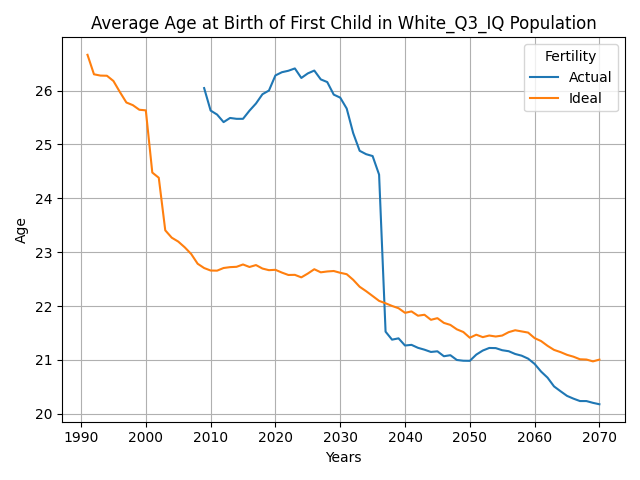 Average Age at Birth of First Child in White_Q3_IQ Population
Fertility
Actual
Ideal
Age
26
25
24
23
22
21
20
1990 2000 2010 2020 2030 2040 2050 2060 2070
Years